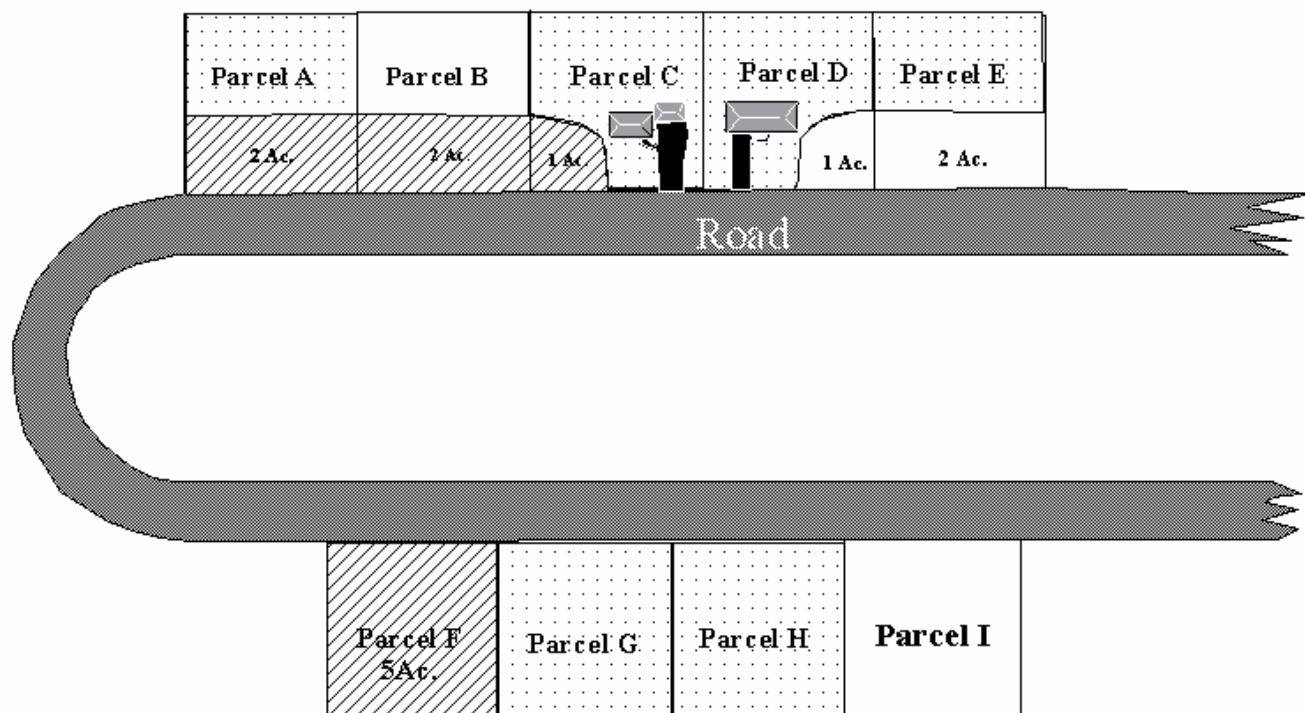 Parcel A
Parcel B
Parcel C
Parcel D
Parcel E
2 Ac.
2 Ac.
1 Ac.
1 Ac.
2 Ac.
Road
Parcel F
5Ac.
Parcel G
Parcel H
Parcel I